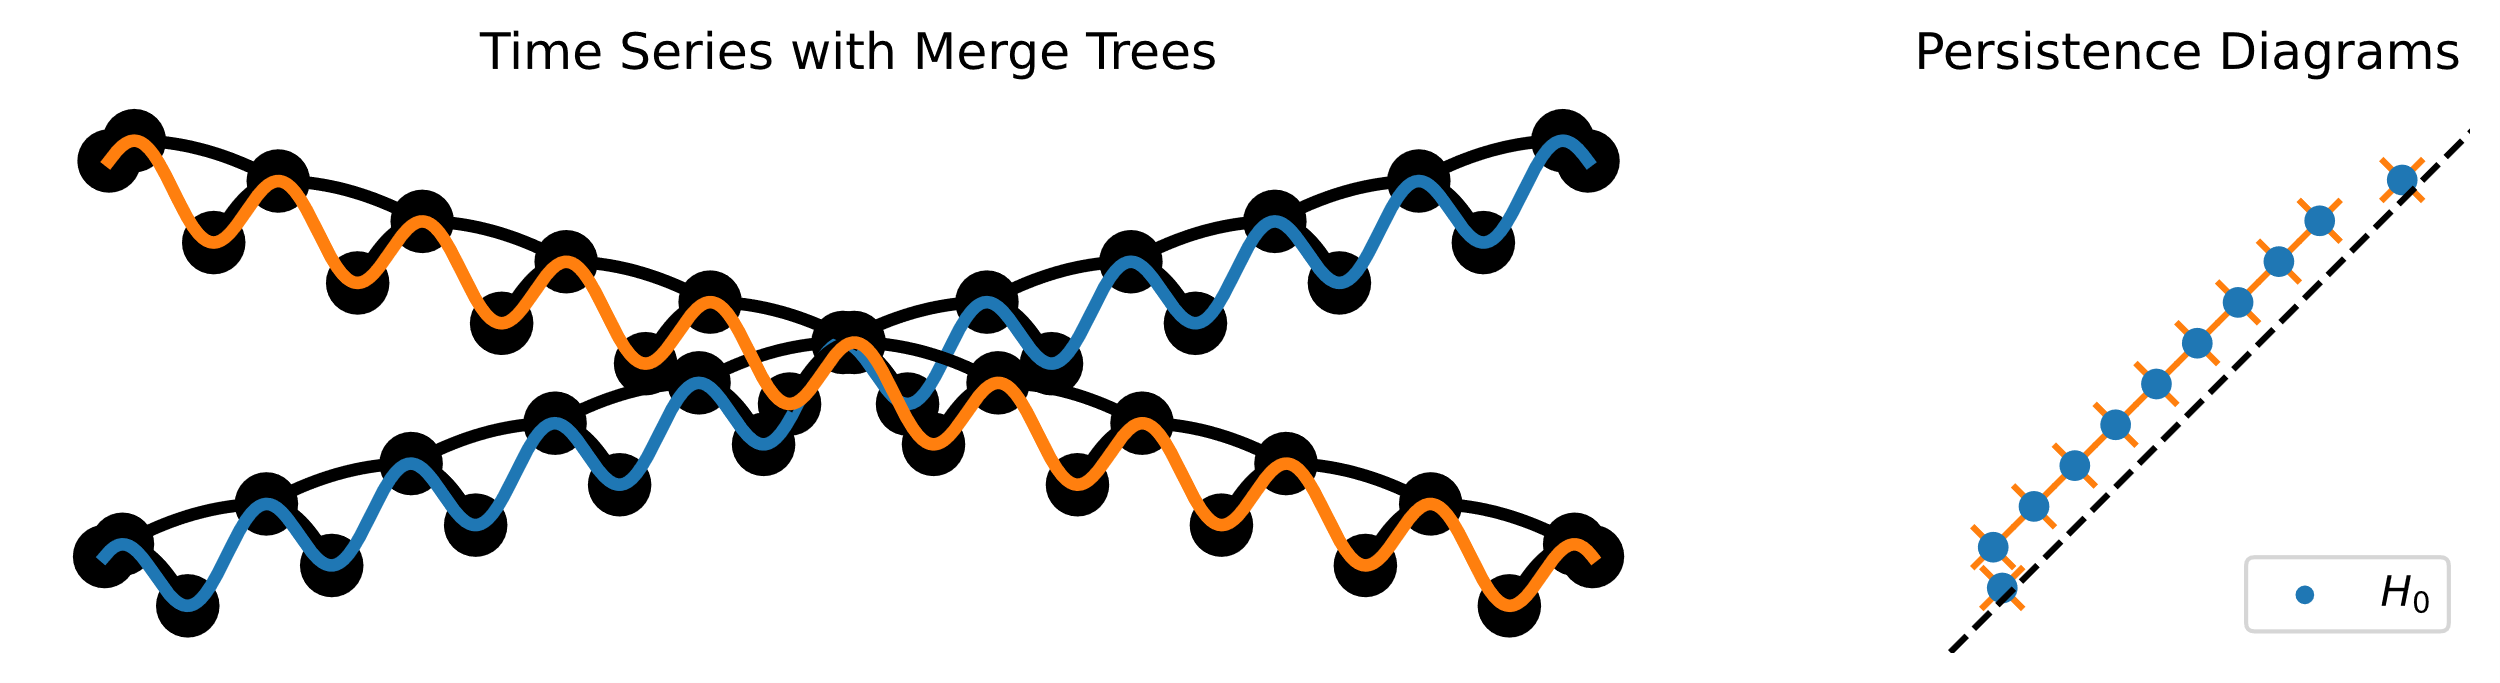 Time Series with Merge Trees
Persistence Diagrams
H₀